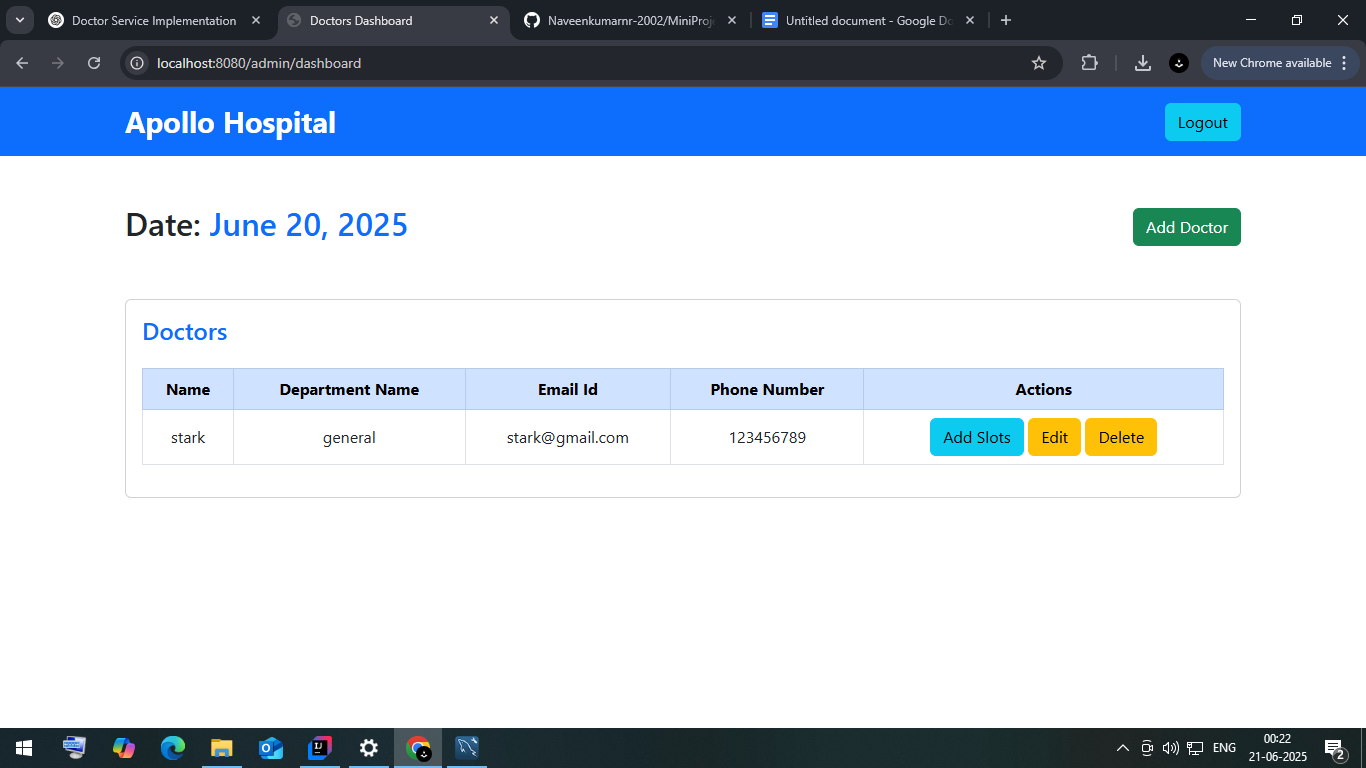 Doctor Service Implementation
Doctors Dashboard
Naveenkumarnr-2002/MiniProj
Untitled document - Google Do
localhost:8080/admin/dashboard
New Chrome available
Apollo Hospital
Logout
Date: June 20, 2025
Add Doctor
Doctors
Name Department Name Email Id Phone Number Actions
stark general stark@gmail.com 123456789 Add Slots Edit Delete
ENG
00:22
21-06-2025
2